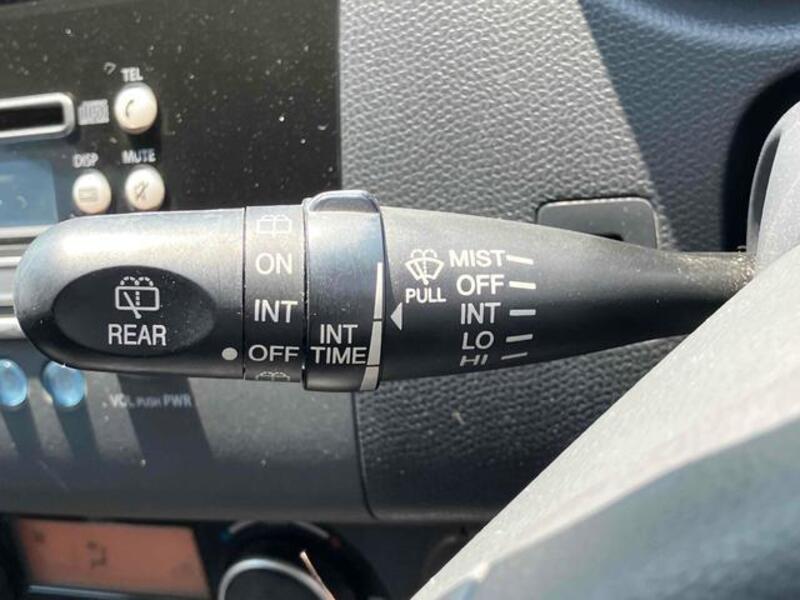 TEL
DISP
MUTE
REAR
ON
INT
OFF
INT
TIME
PULL
MIST
OFF
INT
LO
HI
VOL PUSH PWR